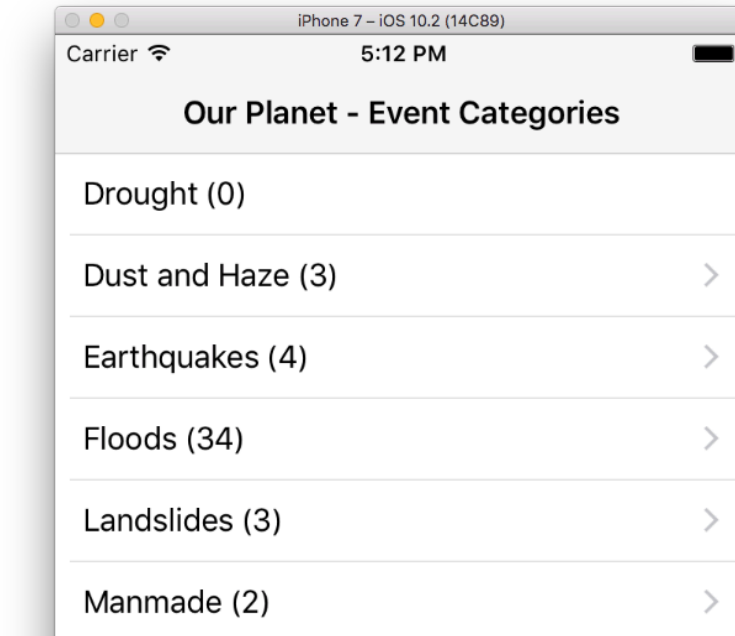 iPhone 7 – iOS 10.2 (14C89)
Carrier 5:12 PM
Our Planet - Event Categories
Drought (0)
Dust and Haze (3)
Earthquakes (4)
Floods (34)
Landslides (3)
Manmade (2)